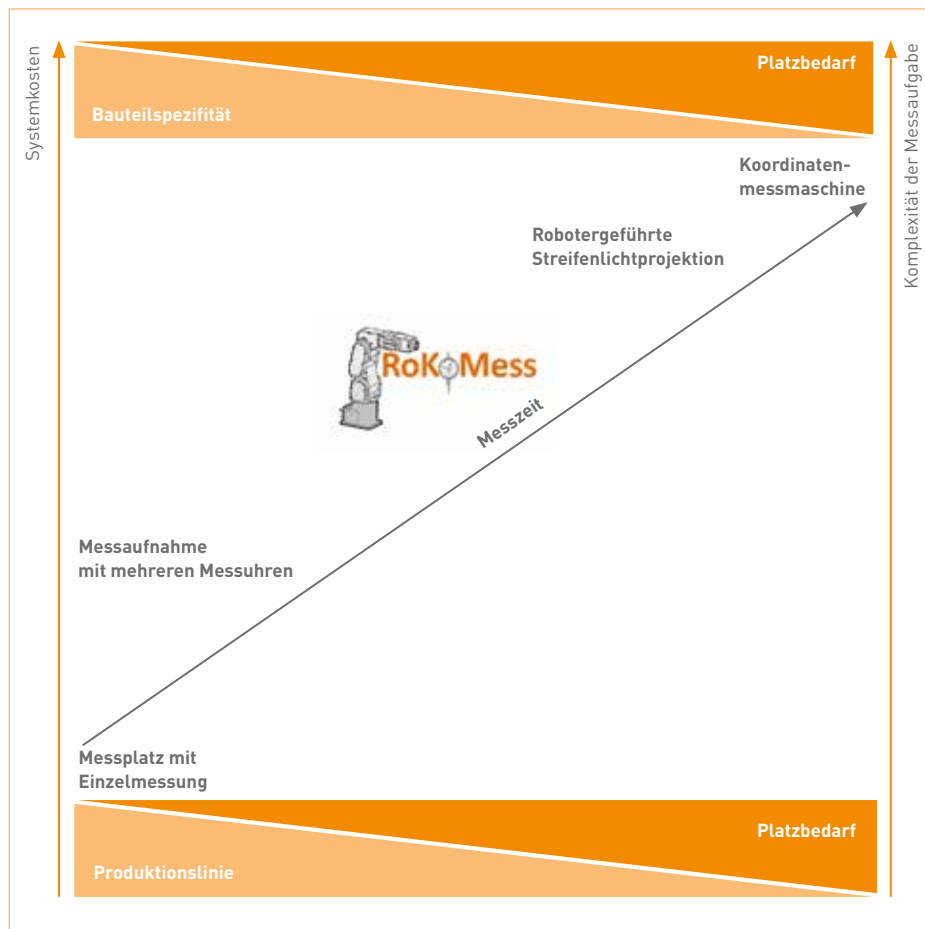 Systemkosten
Platzbedarf
Bauteilspezifität
Komplexität der Messaufgabe
Koordinaten-
messmaschine
Robotergeführte
Streifenlichtprojektion
RoKoMess
Messzeit
Messaufnahme
mit mehreren Messuhren
Messplatz mit
Einzelmessung
Platzbedarf
Produktionslinie